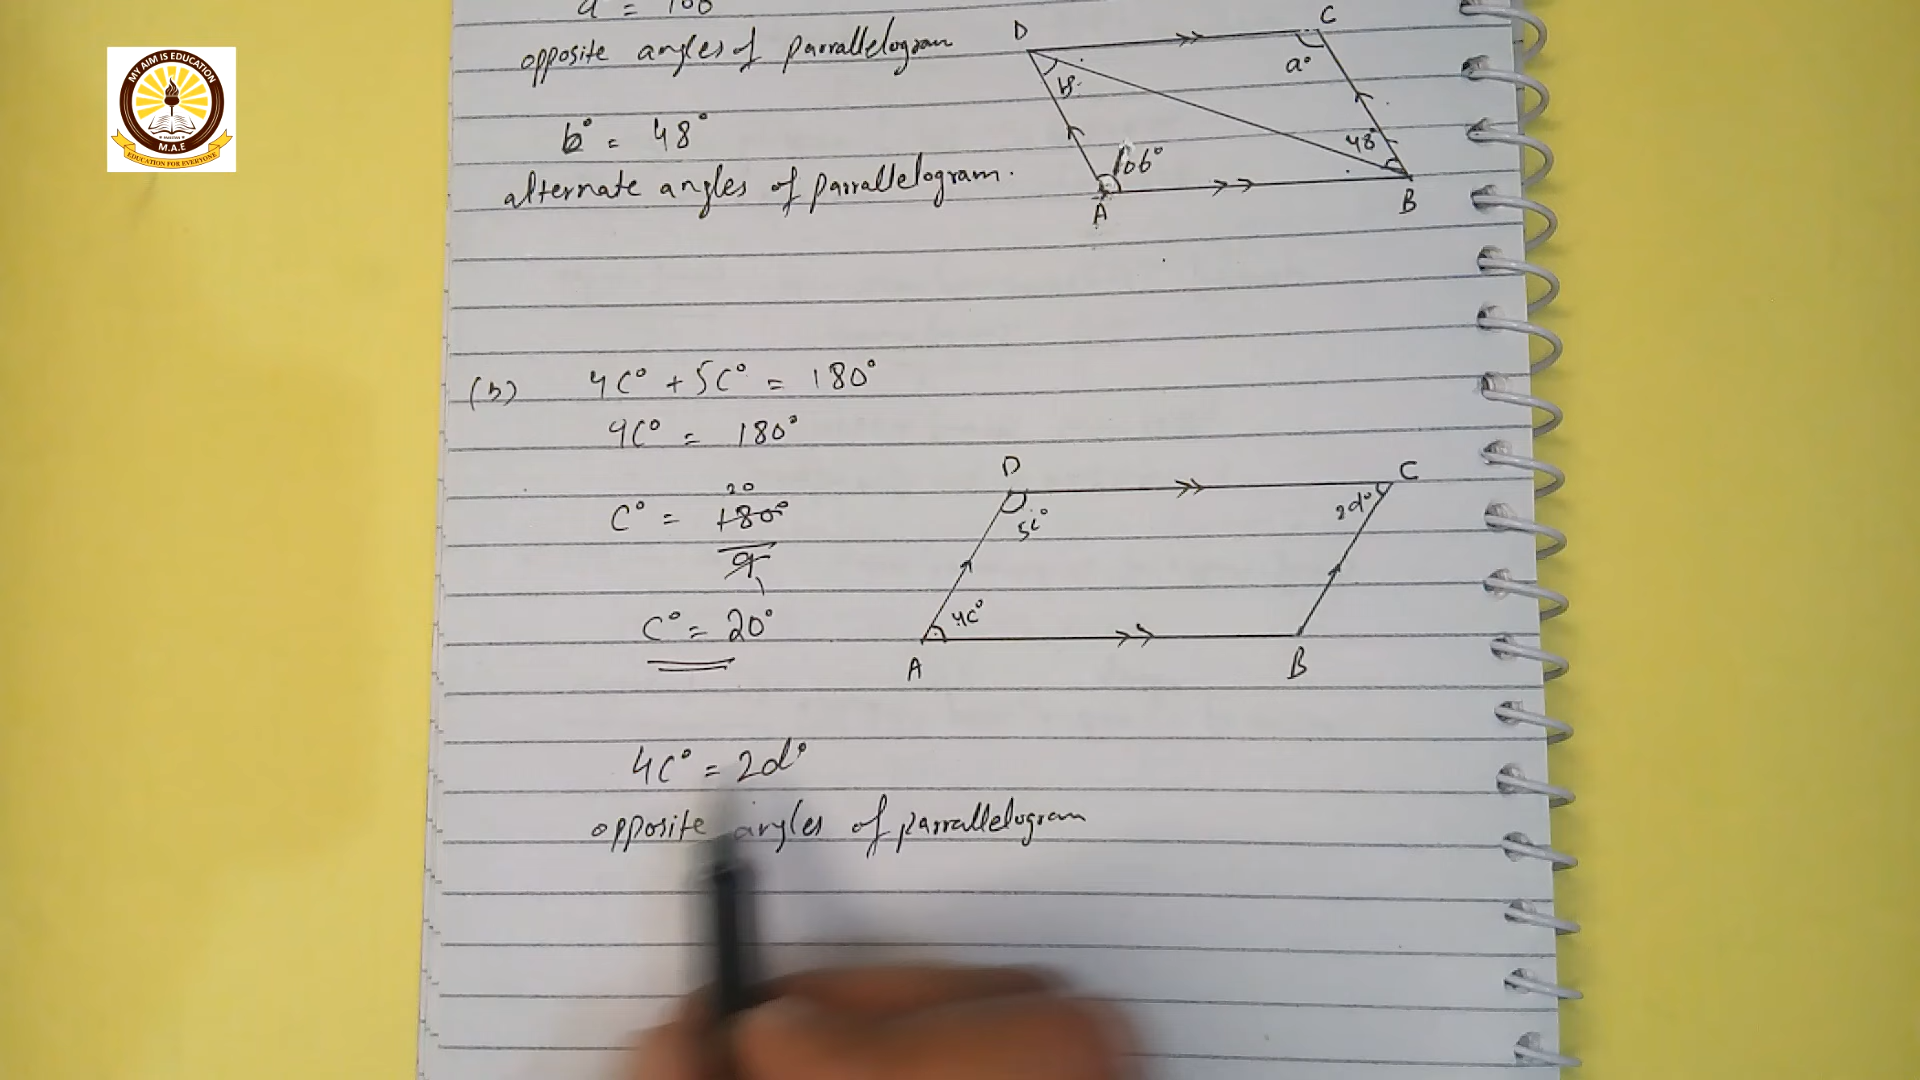 MY AIM IS EDUCATION
M.A.E
EDUCATION FOR EVERYONE
opposite angles of parrallelogram
b° = 48°
alternate angles of parrallelogram.
D
C
b°
a°
48°
106°
A
B
(b) 4c° + 5c° = 180°
9c° = 180°
20
c° = 180°
9
1
c° = 20°
D
C
5c°
2d°
4c°
A
B
4c° = 2d°
opposite angles of parrallelogram